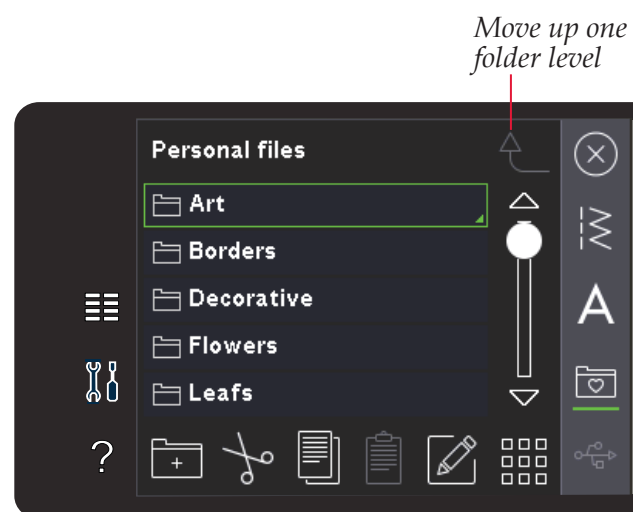 Move up one
folder level
Personal files
Art
Borders
Decorative
Flowers
Leafs
A
?